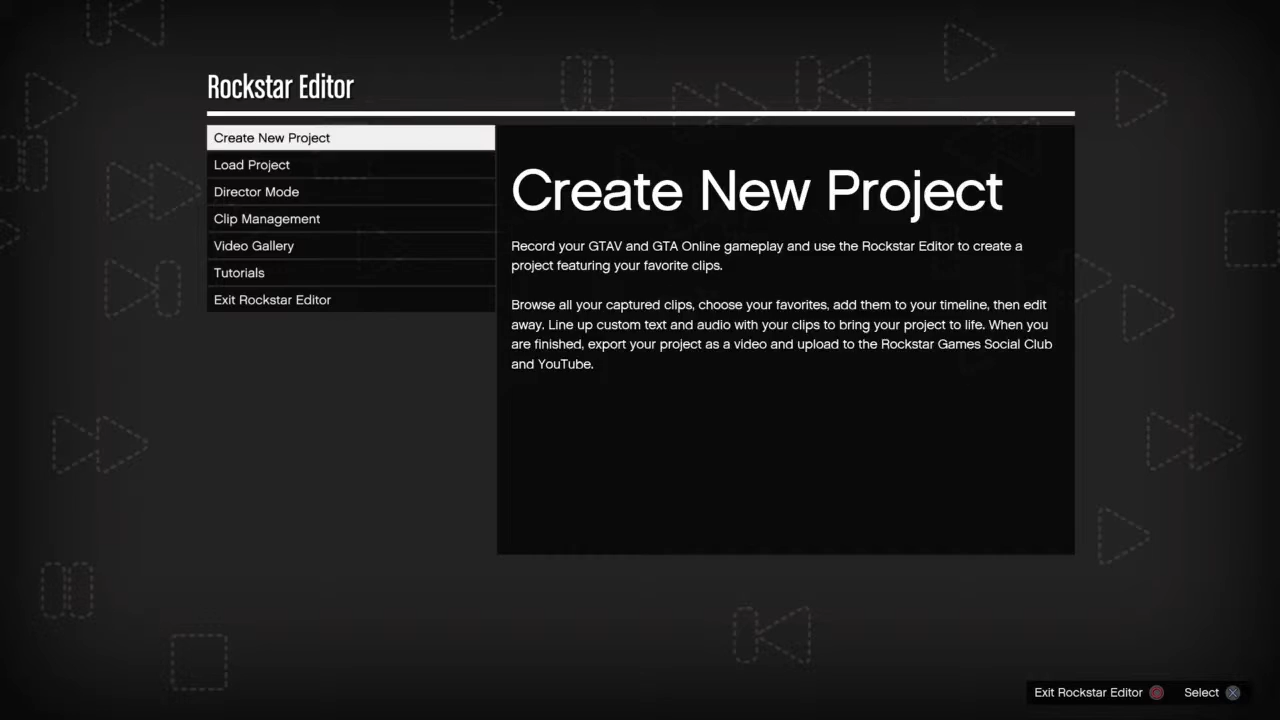 Rockstar Editor
Create New Project
Load Project
Director Mode
Clip Management
Video Gallery
Tutorials
Exit Rockstar Editor
Create New Project
Record your GTAV and GTA Online gameplay and use the Rockstar Editor to create a
project featuring your favorite clips.
Browse all your captured clips, choose your favorites, add them to your timeline, then edit
away. Line up custom text and audio with your clips to bring your project to life. When you
are finished, export your project as a video and upload to the Rockstar Games Social Club
and YouTube.
Exit Rockstar Editor Select